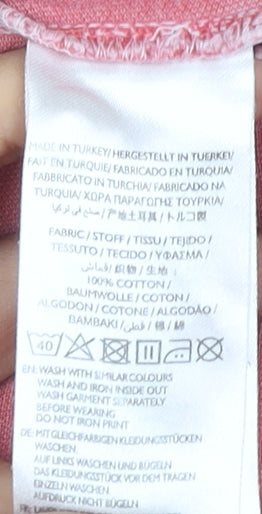 MADE IN TURKEY/ HERGESTELLT IN TUERKEI/
FAIT EN TURQUIE/ FABRICADO EN TURQUIA/
FABBRICATO IN TURCHIA/ FABRICADO NA
TURQUIA/ ΧΩΡΑ ΠΑΡΑΓΩΓΗΣ ΤΟΥΡΚΙΑ/
صنع في تركيا / 产地土耳其 / トルコ製
FABRIC / STOFF / TISSU / TEJIDO /
TESSUTO / TECIDO / ΥΦΑΣΜΑ /
قماش / 织物 / 生地 :
100% COTTON /
BAUMWOLLE / COTON /
ALGODON / COTONE / ALGODÃO /
BAMBAKI / قطن / 棉 / 綿
40
EN: WASH WITH SIMILAR COLOURS
WASH AND IRON INSIDE OUT
WASH GARMENT SEPARATELY
BEFORE WEARING
DO NOT IRON PRINT
DE: MIT GLEICHFARBIGEN KLEIDUNGSSTÜCKEN
WASCHEN.
AUF LINKS WASCHEN UND BÜGELN
DAS KLEIDUNGSSTÜCK VOR DEM TRAGEN
EINZELN WASCHEN
AUFDRUCK NICHT BÜGELN